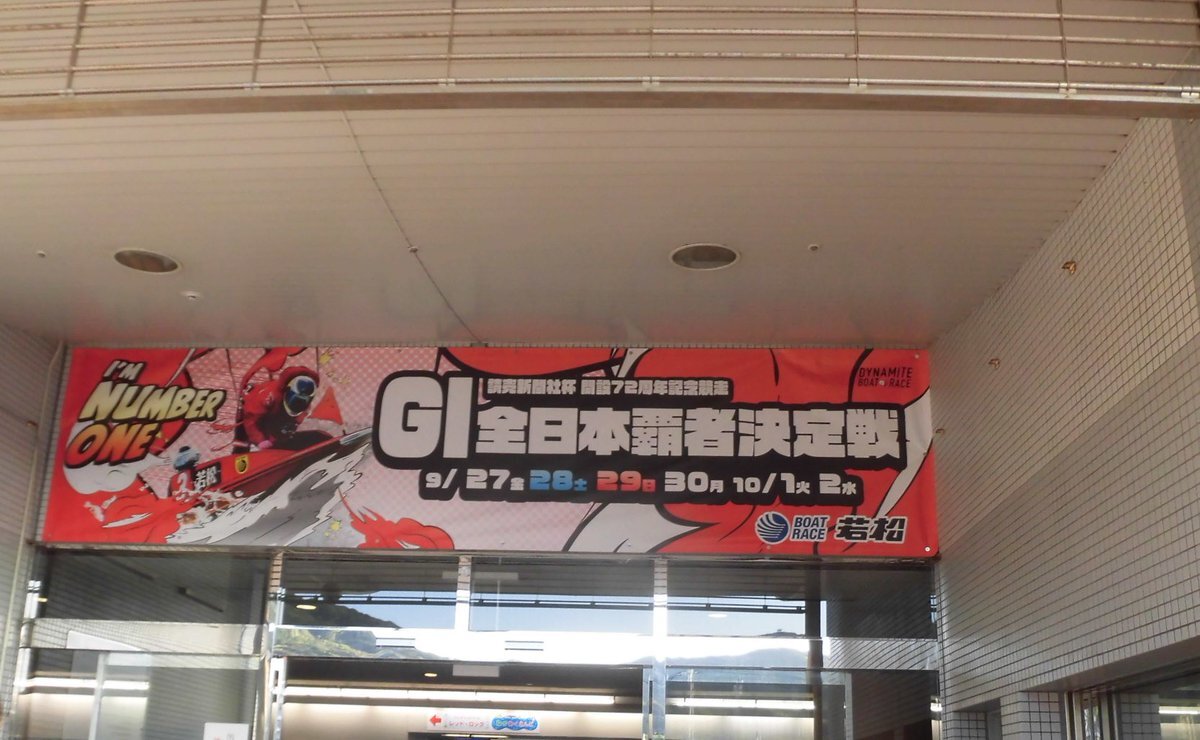 I'M
NUMBER
ONE
若松
GI
読売新聞社杯 開設72周年記念競走
全日本覇者決定戦
9/27金 28土 29日 30月 10/1火 2水
DYNAMITE
BOAT RACE
BOAT
RACE
若松